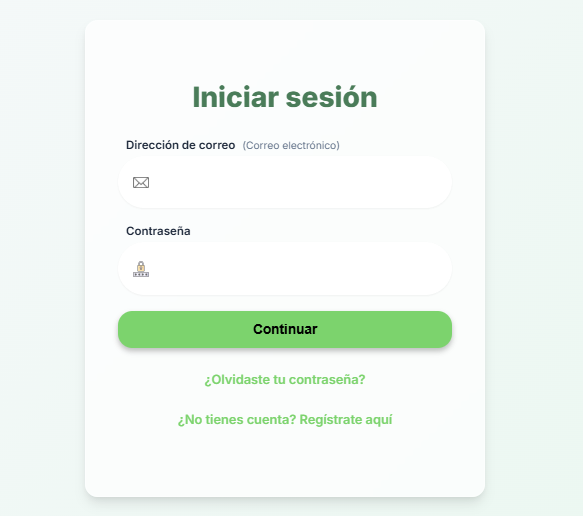 Iniciar sesión
Dirección de correo (Correo electrónico)
Contraseña
Continuar
¿Olvidaste tu contraseña?
¿No tienes cuenta? Regístrate aquí